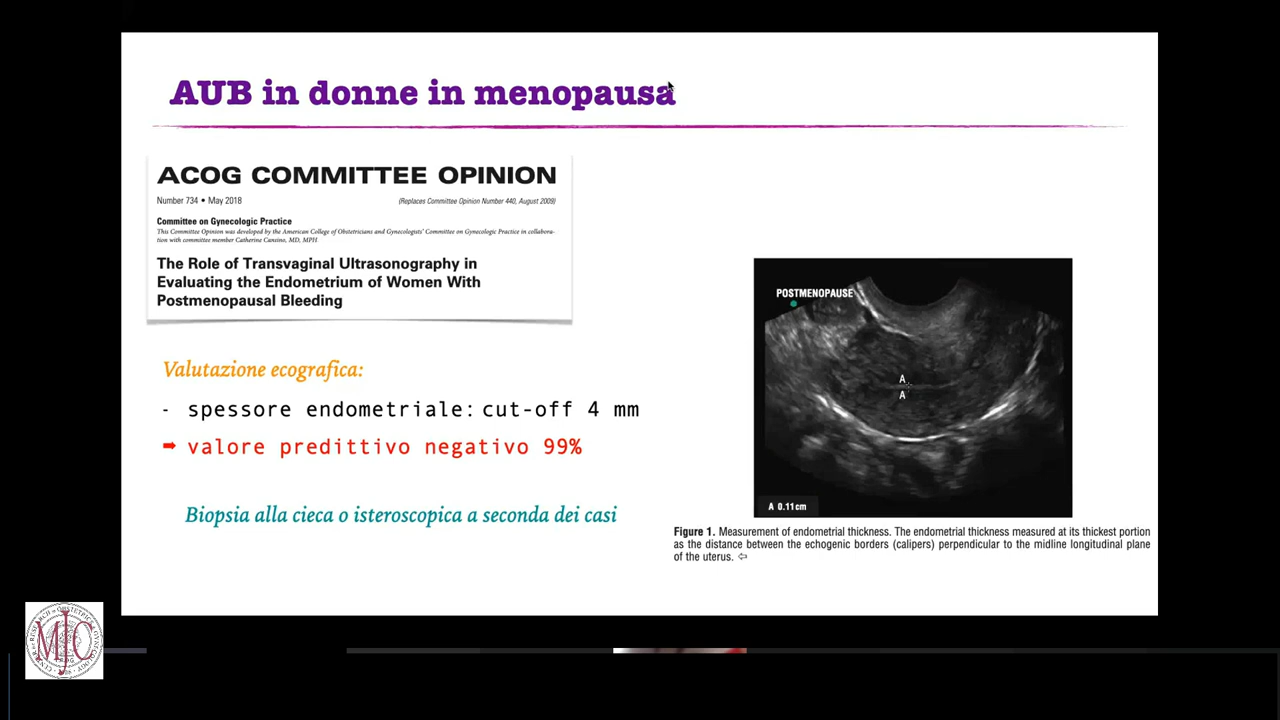 AUB in donne in menopausa
ACOG COMMITTEE OPINION
Number 734 • May 2018
(Replaces Committee Opinion Number 440, August 2009)
Committee on Gynecologic Practice
This Committee Opinion was developed by the American College of Obstetricians and Gynecologists' Committee on Gynecologic Practice in collabora-
tion with committee member Catherine Cansino, MD, MPH
The Role of Transvaginal Ultrasonography in
Evaluating the Endometrium of Women With
Postmenopausal Bleeding
Valutazione ecografica:
- spessore endometriale: cut-off 4 mm
➡ valore predittivo negativo 99%
Biopsia alla cieca o isteroscopica a seconda dei casi
POSTMENOPAUSE
A
A
A 0.11cm
Figure 1. Measurement of endometrial thickness. The endometrial thickness measured at its thickest portion
as the distance between the echogenic borders (calipers) perpendicular to the midline longitudinal plane
of the uterus. ⇦
MJC